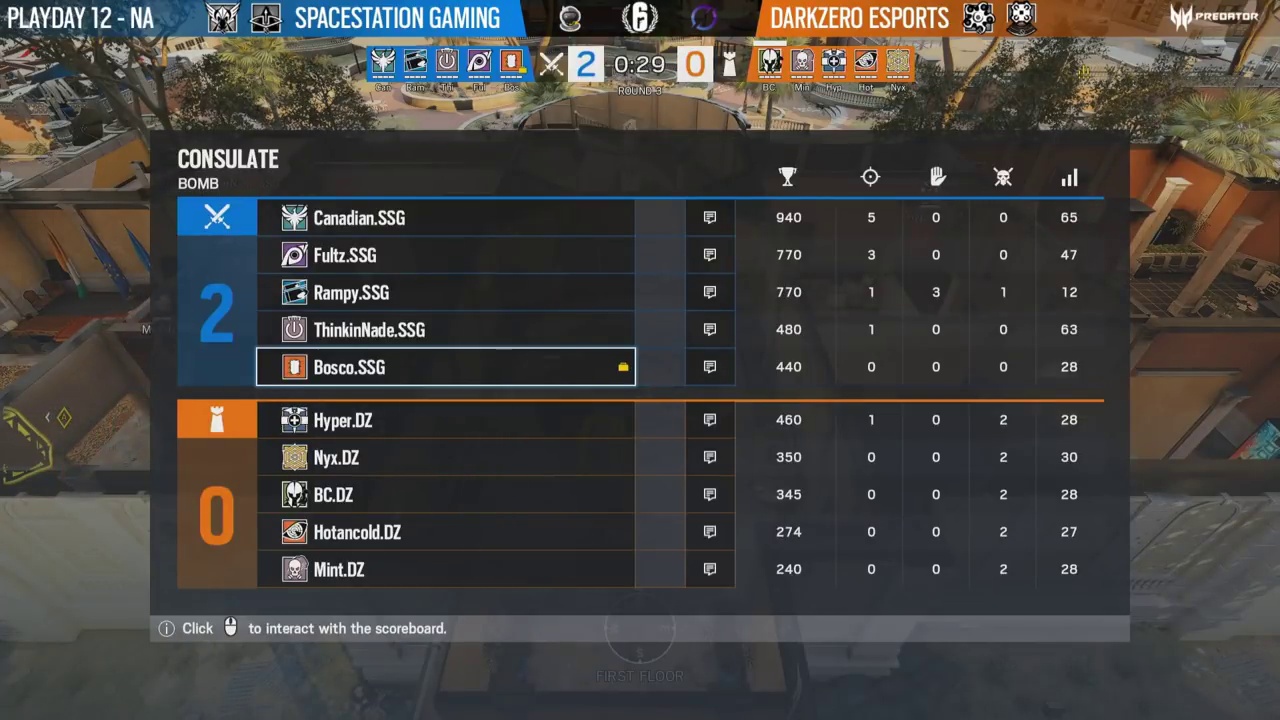 PLAYDAY 12 - NA
SPACESTATION GAMING
6
DARKZERO ESPORTS
PREDATOR
2 0:29 0
ROUND 3
Can Ram Thi Ful Bos
BC Min Hyp Hot Nyx
CONSULATE
BOMB
2
Canadian.SSG 940 5 0 0 65
Fultz.SSG 770 3 0 0 47
Rampy.SSG 770 1 3 1 12
ThinkinNade.SSG 480 1 0 0 63
Bosco.SSG 440 0 0 0 28
0
Hyper.DZ 460 1 0 2 28
Nyx.DZ 350 0 0 2 30
BC.DZ 345 0 0 2 28
Hotancold.DZ 274 0 0 2 27
Mint.DZ 240 0 0 2 28
A
Click to interact with the scoreboard.
FIRST FLOOR